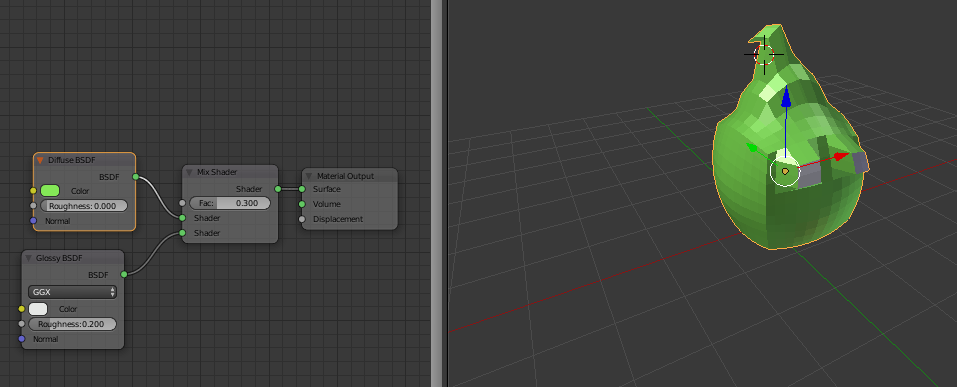 Diffuse BSDF
BSDF
Color
Roughness: 0.000
Normal
Glossy BSDF
BSDF
GGX
Color
Roughness:0.200
Normal
Mix Shader
Shader
Fac: 0.300
Shader
Shader
Material Output
Surface
Volume
Displacement